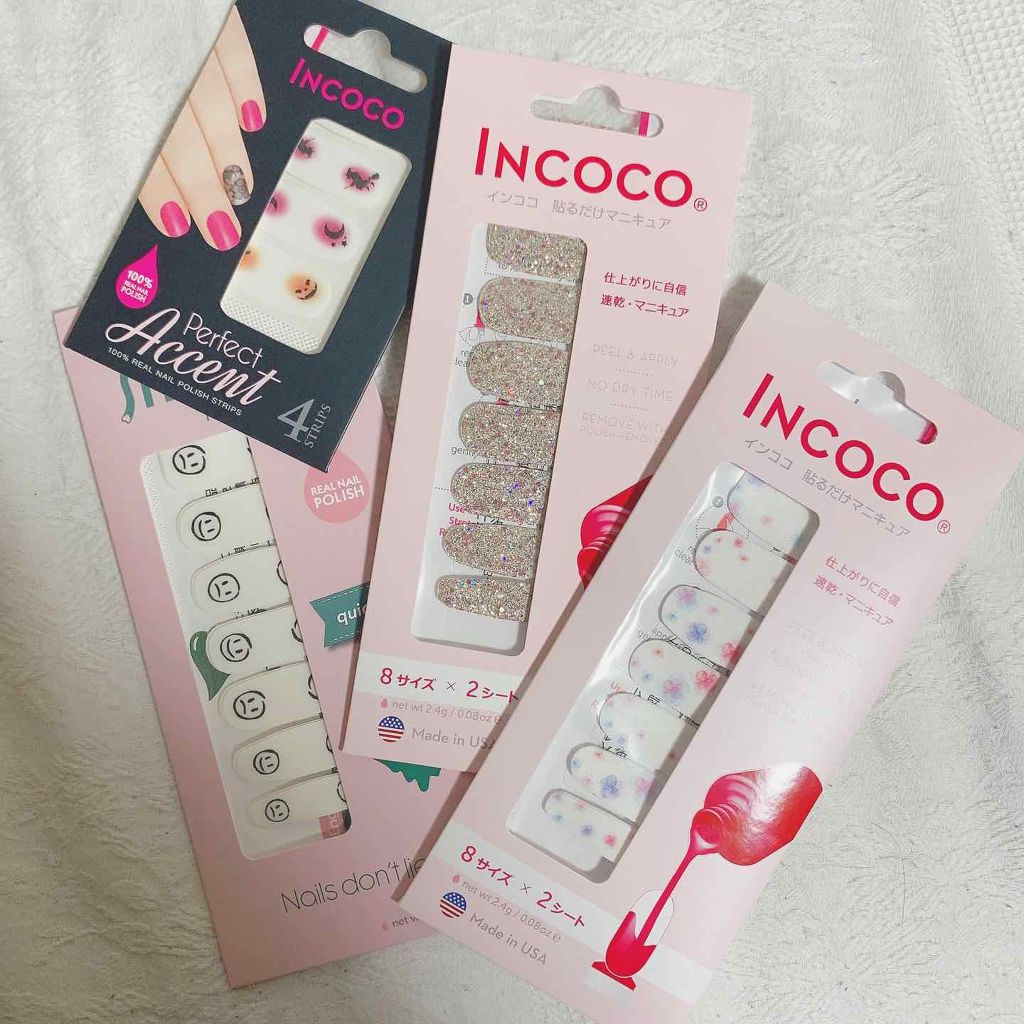 INCOCO
100%
REAL NAIL
POLISH
Perfect
Accent
100% REAL NAIL POLISH STRIPS
4
STRIPS
INCOCO®
インココ 貼るだけマニキュア
仕上がりに自信
速乾・マニキュア
PEEL & APPLY
NO DRY TIME
REMOVE WITH
POLISH REMOVER
8サイズ × 2シート
net wt 2.4g / 0.08oz e
Made in USA
REAL NAIL
POLISH
Nails don't lie
net w
INCOCO®
インココ 貼るだけマニキュア
仕上がりに自信
速乾・マニキュア
8サイズ × 2シート
net wt 2.4g / 0.08oz e
Made in USA